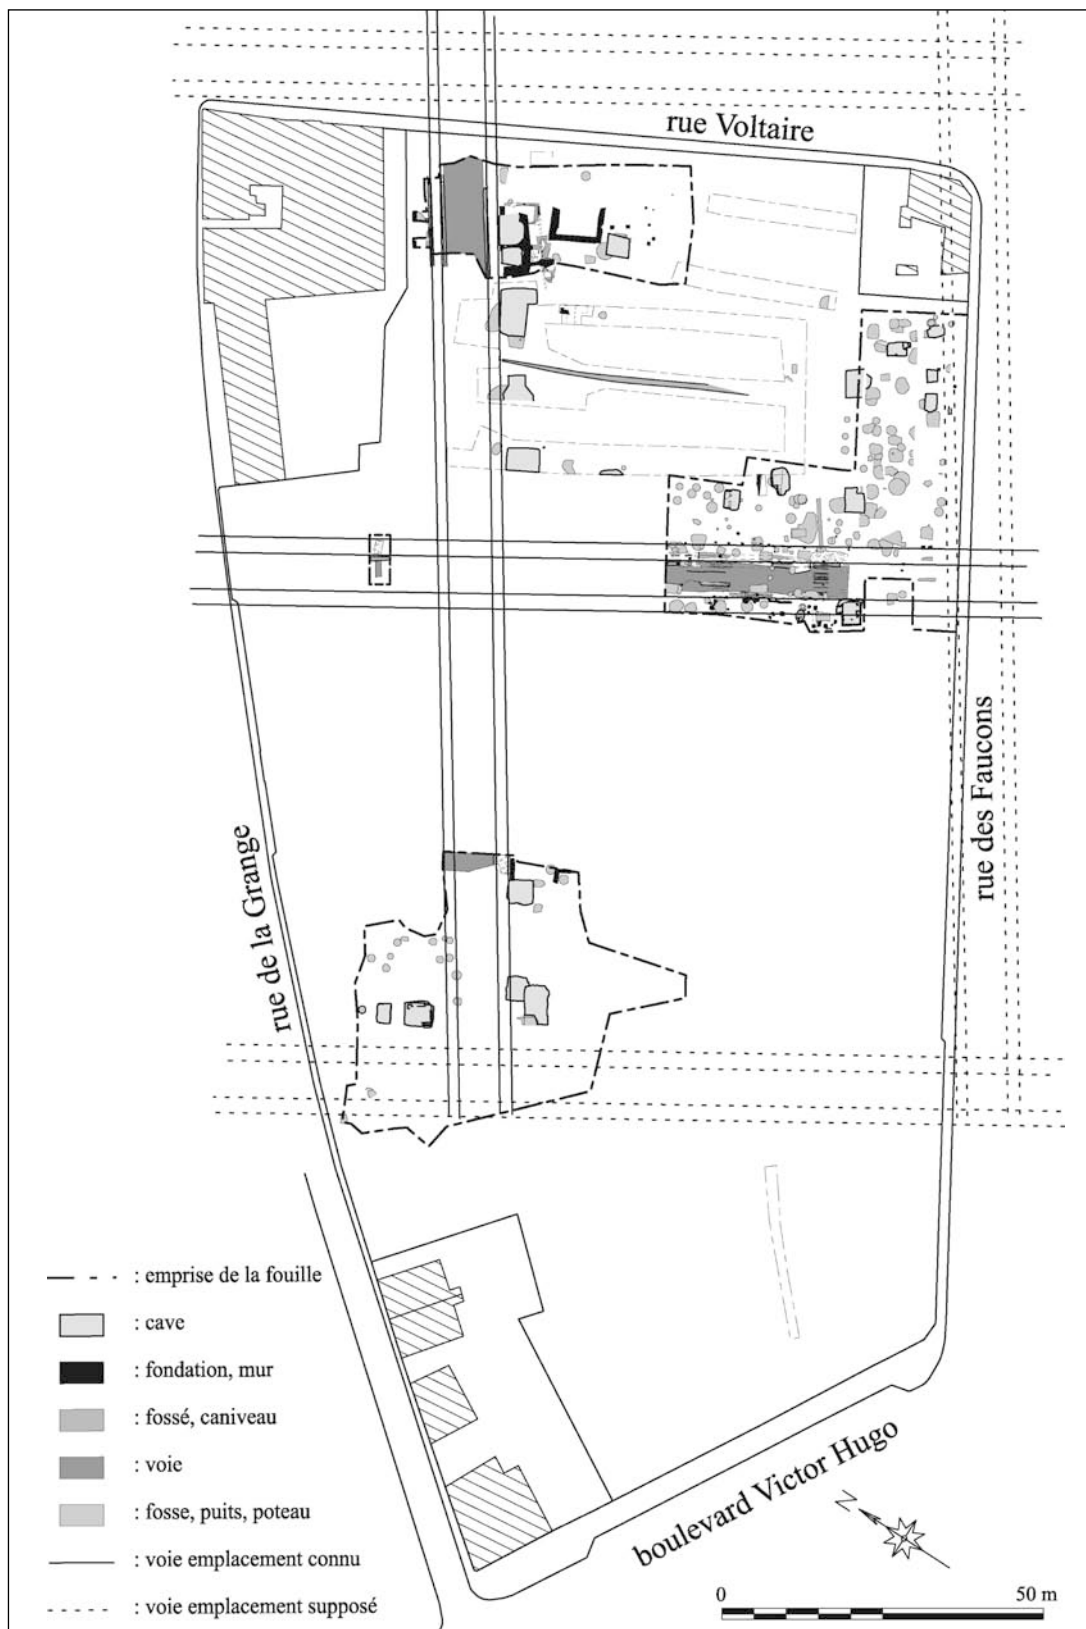 rue Voltaire
rue des Faucons
rue de la Grange
boulevard Victor Hugo
: emprise de la fouille
: cave
: fondation, mur
: fossé, caniveau
: voie
: fosse, puits, poteau
: voie emplacement connu
: voie emplacement supposé
N
0 50 m